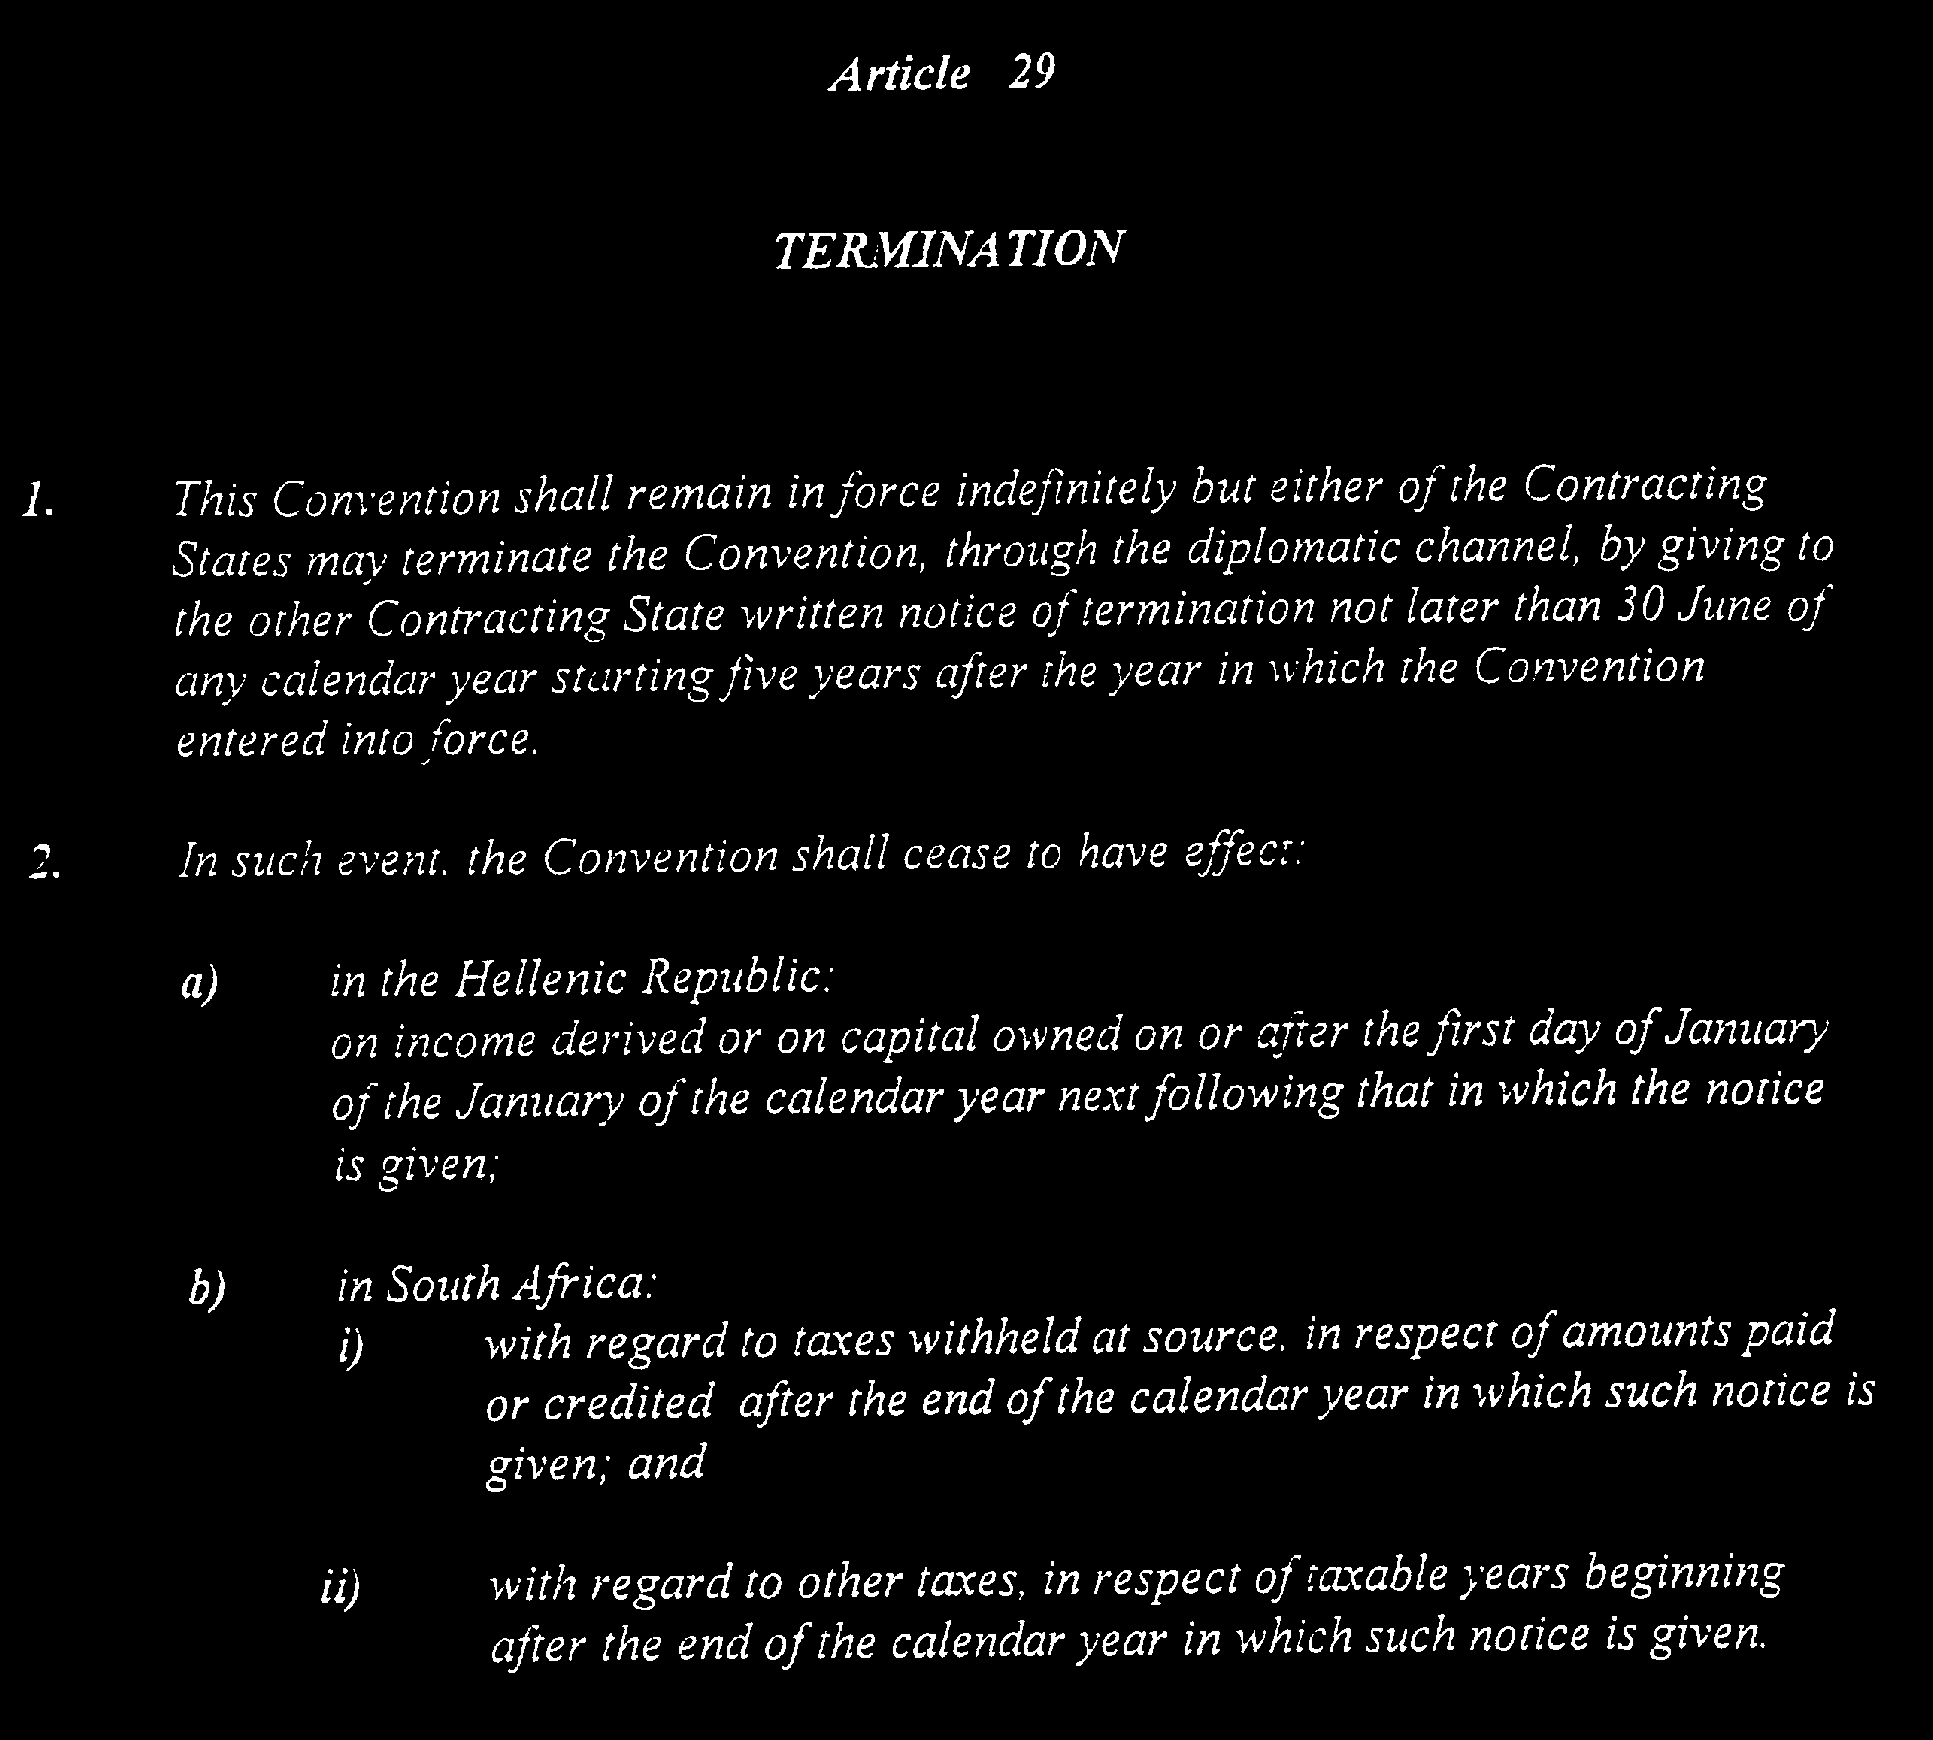 Article 29
TERMINATION
1. This Convention shall remain in force indefinitely but either of the Contracting
States may terminate the Convention, through the diplomatic channel, by giving to
the other Contracting State written notice of termination not later than 30 June of
any calendar year starting five years after the year in which the Convention
entered into force.
2. In such event, the Convention shall cease to have effect:
a) in the Hellenic Republic:
on income derived or on capital owned on or after the first day of January
of the January of the calendar year next following that in which the notice
is given;
b) in South Africa:
i) with regard to taxes withheld at source, in respect of amounts paid
or credited after the end of the calendar year in which such notice is
given; and
ii) with regard to other taxes, in respect of taxable years beginning
after the end of the calendar year in which such notice is given.